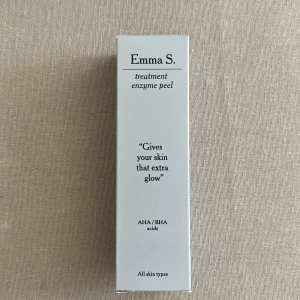 Emma S.
treatment
enzyme peel
"Gives
your skin
that extra
glow"
AHA / BHA
acids
All skin types